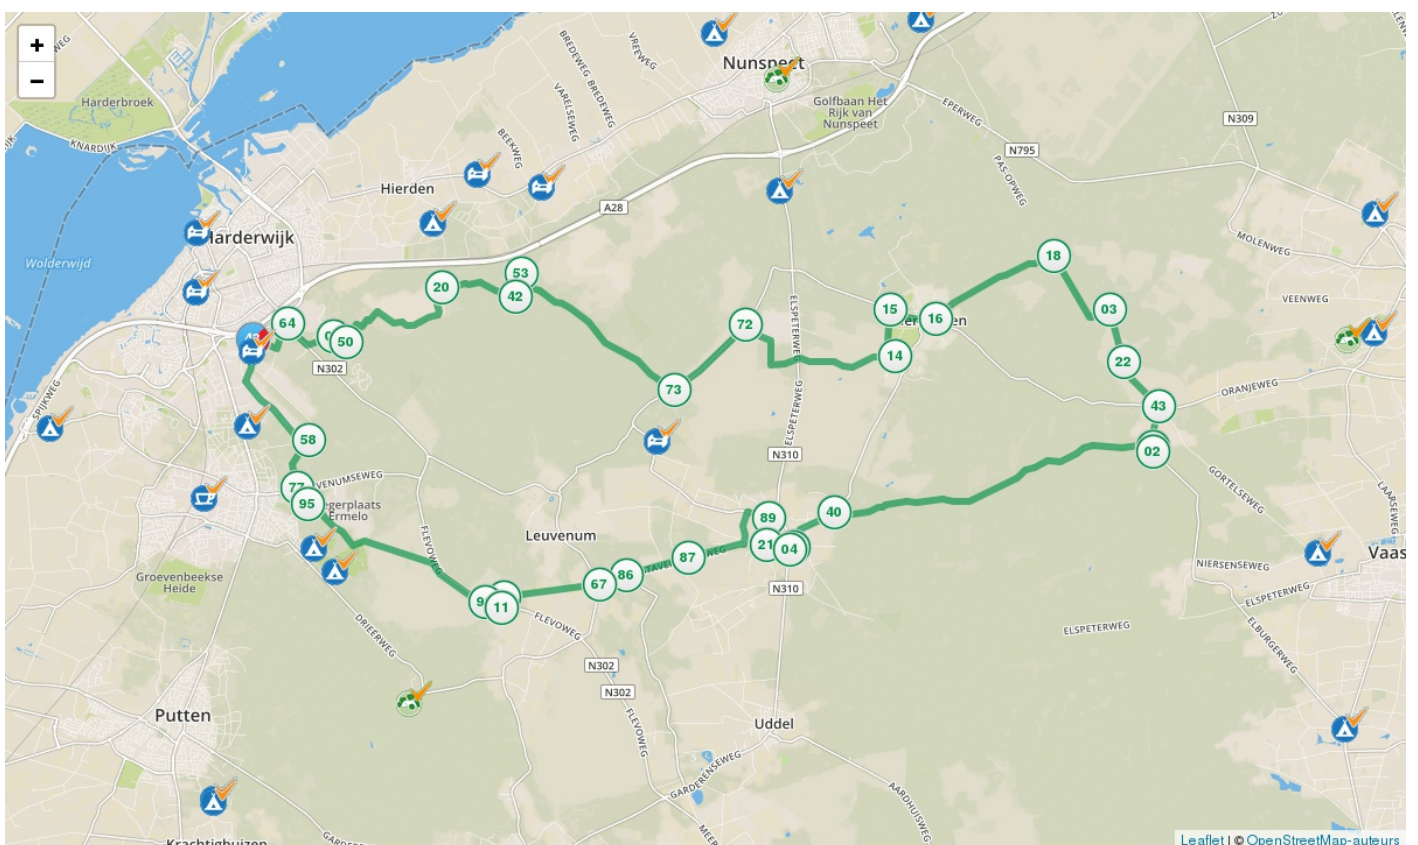 +
−
WEG
Harderbroek
KNARDIJK
Wolderwijd
SPIJKWEG
VREEWEG
BREDEWEG
BREDEWEG
VARELSEWEG
BEEKWEG
Nunspeet
Golfbaan Het
Rijk van
Nunspeet
EPERWEG
N309
N795
PAS-OPWEG
Hierden
A28
MOLENWEG
VEENWEG
ELSPETERWEG
18
53
20
42
15
03
16
64
72
50
N302
14
22
ORANJEWEG
73
43
ELSPETERWEG
58
02
N310
GORTELSEWEG
LAARSEWEG
77
95
Ermelo
FLEVOWEG
40
89
Leuvenum
21
04
87
86
67
11
N310
Groevenbeekse
Heide
NIERSENSEWEG
ELSPETERWEG
ELBURGERWEG
ELSPETERWEG
FLEVOWEG
DRIEERWEG
N302
N302
FLEVOWEG
Putten
Uddel
GARDERENSEWEG
AARDHUISWEG
Leaflet | © OpenStreetMap-auteurs